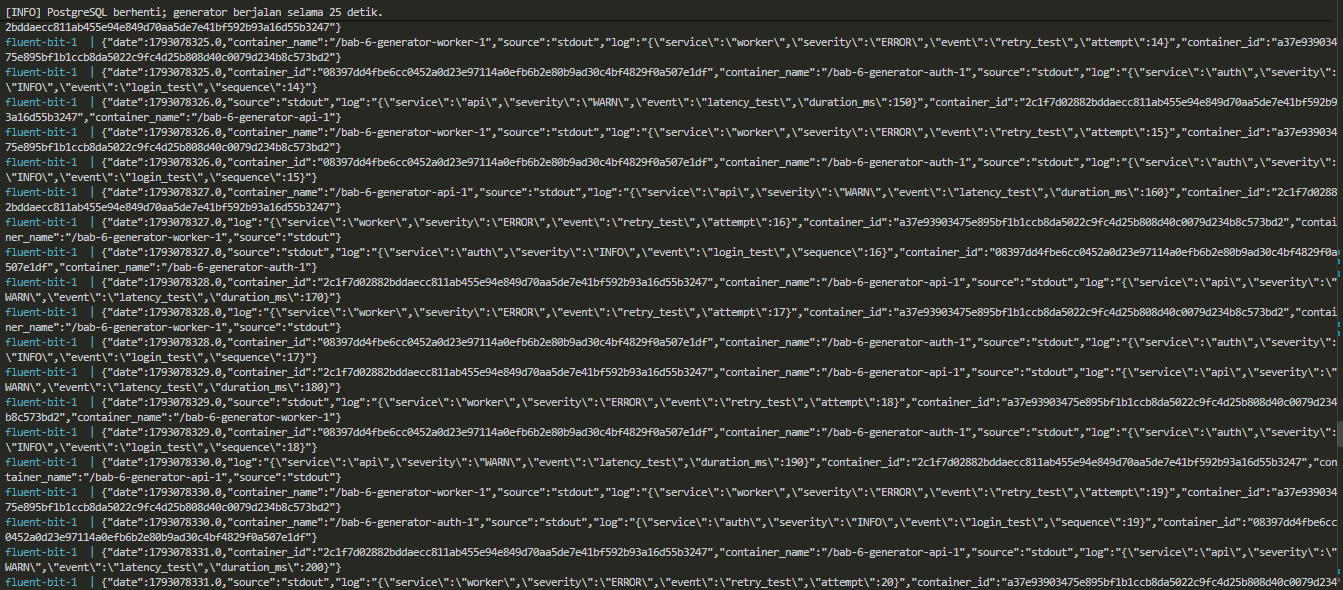 [INFO] PostgreSQL berhenti; generator berjalan selama 25 detik.
2bddaecc811ab455e94e849d70aa5de7e41bf592b93a16d55b3247"}
fluent-bit-1  | {"date":1793078325.0,"container_name":"/bab-6-generator-worker-1","source":"stdout","log":"{\"service\":\"worker\",\"severity\":\"ERROR\",\"event\":\"retry_test\",\"attempt\":14}","container_id":"a37e939034
75e895bf1b1ccb8da5022c9fc4d25b808d40c0079d234b8c573bd2"}
fluent-bit-1  | {"date":1793078325.0,"container_id":"08397dd4fbe6cc0452a0d23e97114a0efb6b2e80b9ad30c4bf4829f0a507e1df","container_name":"/bab-6-generator-auth-1","source":"stdout","log":"{\"service\":\"auth\",\"severity\":
\"INFO\",\"event\":\"login_test\",\"sequence\":14}"}
fluent-bit-1  | {"date":1793078326.0,"source":"stdout","log":"{\"service\":\"api\",\"severity\":\"WARN\",\"event\":\"latency_test\",\"duration_ms\":150}","container_id":"2c1f7d02882bddaecc811ab455e94e849d70aa5de7e41bf592b9
3a16d55b3247","container_name":"/bab-6-generator-api-1"}
fluent-bit-1  | {"date":1793078326.0,"container_name":"/bab-6-generator-worker-1","source":"stdout","log":"{\"service\":\"worker\",\"severity\":\"ERROR\",\"event\":\"retry_test\",\"attempt\":15}","container_id":"a37e939034
75e895bf1b1ccb8da5022c9fc4d25b808d40c0079d234b8c573bd2"}
fluent-bit-1  | {"date":1793078326.0,"container_id":"08397dd4fbe6cc0452a0d23e97114a0efb6b2e80b9ad30c4bf4829f0a507e1df","container_name":"/bab-6-generator-auth-1","source":"stdout","log":"{\"service\":\"auth\",\"severity\":
\"INFO\",\"event\":\"login_test\",\"sequence\":15}"}
fluent-bit-1  | {"date":1793078327.0,"container_name":"/bab-6-generator-api-1","source":"stdout","log":"{\"service\":\"api\",\"severity\":\"WARN\",\"event\":\"latency_test\",\"duration_ms\":160}","container_id":"2c1f7d0288
2bddaecc811ab455e94e849d70aa5de7e41bf592b93a16d55b3247"}
fluent-bit-1  | {"date":1793078327.0,"log":"{\"service\":\"worker\",\"severity\":\"ERROR\",\"event\":\"retry_test\",\"attempt\":16}","container_id":"a37e93903475e895bf1b1ccb8da5022c9fc4d25b808d40c0079d234b8c573bd2","contai
ner_name":"/bab-6-generator-worker-1","source":"stdout"}
fluent-bit-1  | {"date":1793078327.0,"source":"stdout","log":"{\"service\":\"auth\",\"severity\":\"INFO\",\"event\":\"login_test\",\"sequence\":16}","container_id":"08397dd4fbe6cc0452a0d23e97114a0efb6b2e80b9ad30c4bf4829f0a
507e1df","container_name":"/bab-6-generator-auth-1"}
fluent-bit-1  | {"date":1793078328.0,"container_id":"2c1f7d02882bddaecc811ab455e94e849d70aa5de7e41bf592b93a16d55b3247","container_name":"/bab-6-generator-api-1","source":"stdout","log":"{\"service\":\"api\",\"severity\":\"
WARN\",\"event\":\"latency_test\",\"duration_ms\":170}"}
fluent-bit-1  | {"date":1793078328.0,"log":"{\"service\":\"worker\",\"severity\":\"ERROR\",\"event\":\"retry_test\",\"attempt\":17}","container_id":"a37e93903475e895bf1b1ccb8da5022c9fc4d25b808d40c0079d234b8c573bd2","contai
ner_name":"/bab-6-generator-worker-1","source":"stdout"}
fluent-bit-1  | {"date":1793078328.0,"container_id":"08397dd4fbe6cc0452a0d23e97114a0efb6b2e80b9ad30c4bf4829f0a507e1df","container_name":"/bab-6-generator-auth-1","source":"stdout","log":"{\"service\":\"auth\",\"severity\":
\"INFO\",\"event\":\"login_test\",\"sequence\":17}"}
fluent-bit-1  | {"date":1793078329.0,"container_id":"2c1f7d02882bddaecc811ab455e94e849d70aa5de7e41bf592b93a16d55b3247","container_name":"/bab-6-generator-api-1","source":"stdout","log":"{\"service\":\"api\",\"severity\":\"
WARN\",\"event\":\"latency_test\",\"duration_ms\":180}"}
fluent-bit-1  | {"date":1793078329.0,"source":"stdout","log":"{\"service\":\"worker\",\"severity\":\"ERROR\",\"event\":\"retry_test\",\"attempt\":18}","container_id":"a37e93903475e895bf1b1ccb8da5022c9fc4d25b808d40c0079d234
b8c573bd2","container_name":"/bab-6-generator-worker-1"}
fluent-bit-1  | {"date":1793078329.0,"container_id":"08397dd4fbe6cc0452a0d23e97114a0efb6b2e80b9ad30c4bf4829f0a507e1df","container_name":"/bab-6-generator-auth-1","source":"stdout","log":"{\"service\":\"auth\",\"severity\":
\"INFO\",\"event\":\"login_test\",\"sequence\":18}"}
fluent-bit-1  | {"date":1793078330.0,"log":"{\"service\":\"api\",\"severity\":\"WARN\",\"event\":\"latency_test\",\"duration_ms\":190}","container_id":"2c1f7d02882bddaecc811ab455e94e849d70aa5de7e41bf592b93a16d55b3247","con
tainer_name":"/bab-6-generator-api-1","source":"stdout"}
fluent-bit-1  | {"date":1793078330.0,"container_name":"/bab-6-generator-worker-1","source":"stdout","log":"{\"service\":\"worker\",\"severity\":\"ERROR\",\"event\":\"retry_test\",\"attempt\":19}","container_id":"a37e939034
75e895bf1b1ccb8da5022c9fc4d25b808d40c0079d234b8c573bd2"}
fluent-bit-1  | {"date":1793078330.0,"container_name":"/bab-6-generator-auth-1","source":"stdout","log":"{\"service\":\"auth\",\"severity\":\"INFO\",\"event\":\"login_test\",\"sequence\":19}","container_id":"08397dd4fbe6cc
0452a0d23e97114a0efb6b2e80b9ad30c4bf4829f0a507e1df"}
fluent-bit-1  | {"date":1793078331.0,"container_id":"2c1f7d02882bddaecc811ab455e94e849d70aa5de7e41bf592b93a16d55b3247","container_name":"/bab-6-generator-api-1","source":"stdout","log":"{\"service\":\"api\",\"severity\":\"
WARN\",\"event\":\"latency_test\",\"duration_ms\":200}"}
fluent-bit-1  | {"date":1793078331.0,"source":"stdout","log":"{\"service\":\"worker\",\"severity\":\"ERROR\",\"event\":\"retry_test\",\"attempt\":20}","container_id":"a37e93903475e895bf1b1ccb8da5022c9fc4d25b808d40c0079d234